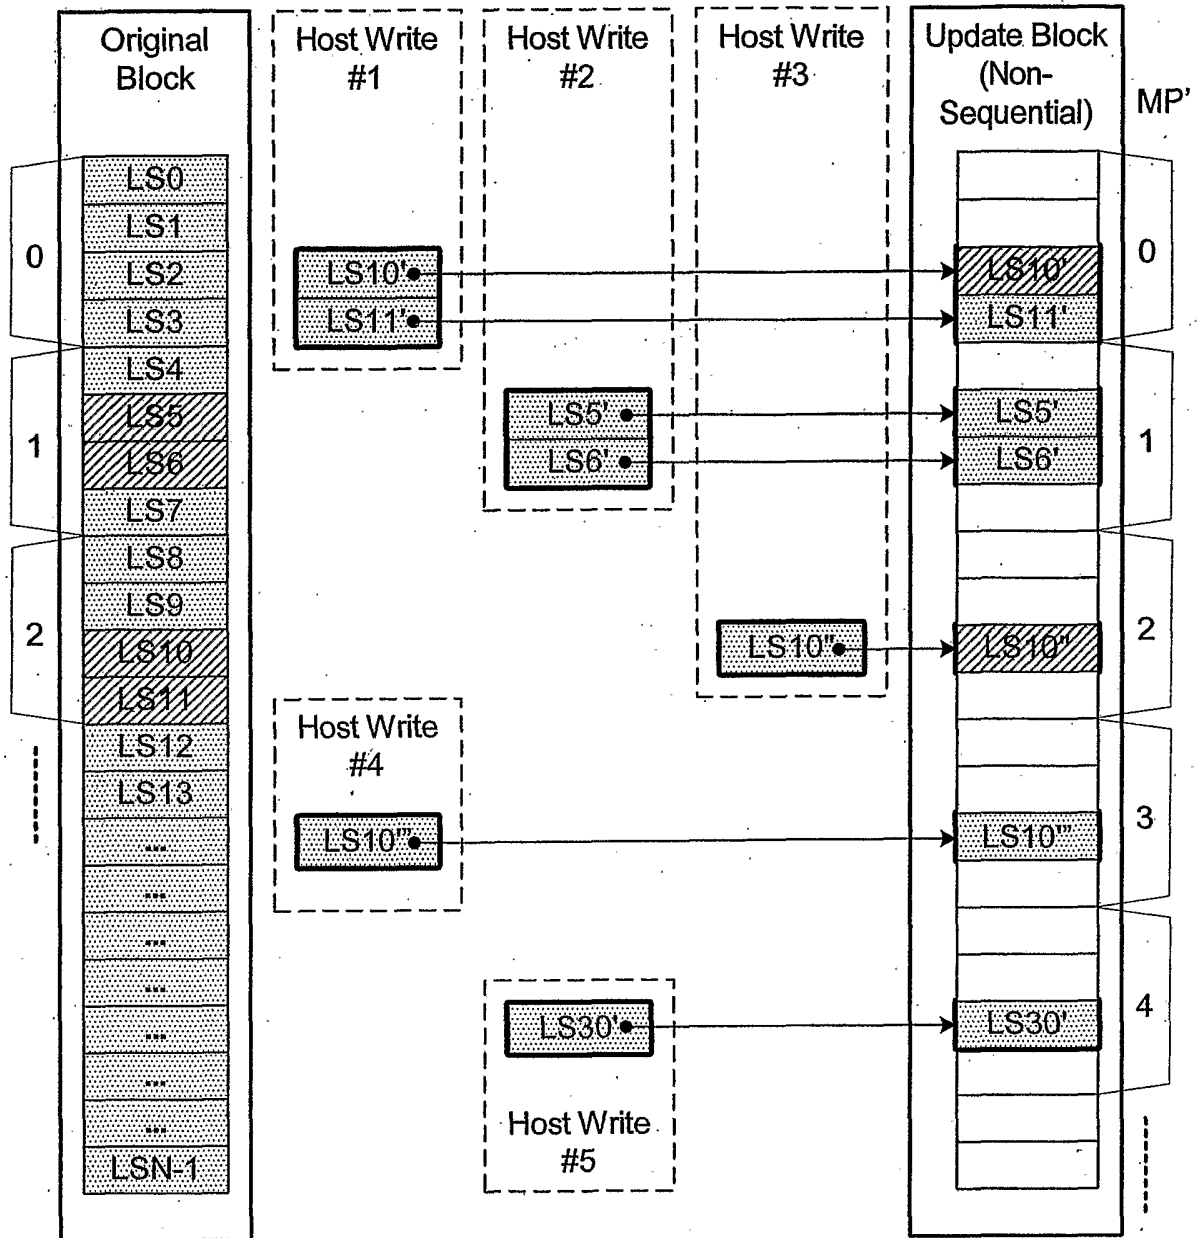 Original
Block
Host Write
#1
Host Write
#2
Host Write
#3
Update Block
(Non-
Sequential)
MP'
0
LS0
LS1
LS2
LS3
1
LS4
LS5
LS6
LS7
2
LS8
LS9
LS10
LS11
LS12
LS13
...
...
...
...
...
...
...
LSN-1
LS10'
LS11'
LS5'
LS6'
LS10"
Host Write
#4
LS10'"
LS30'
Host Write
#5
LS10'
LS11'
0
LS5'
LS6'
1
LS10"
2
LS10'"
3
LS30'
4